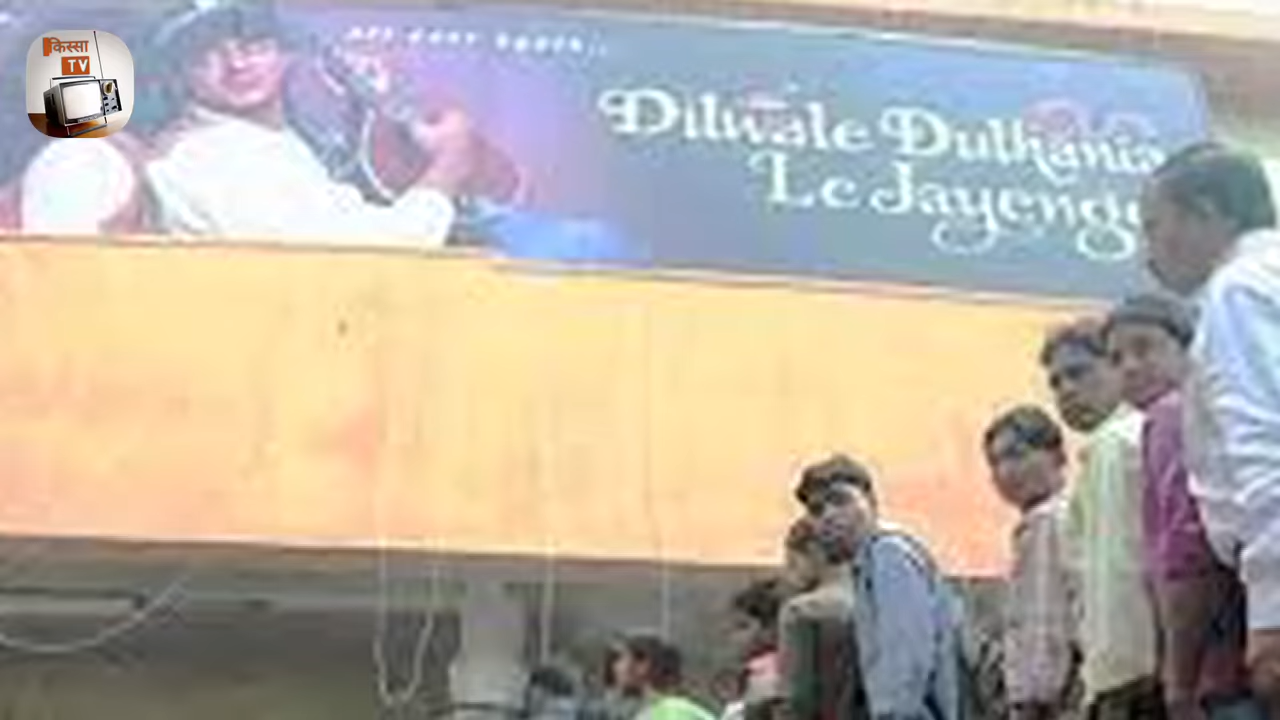 किस्सा
TV
Dilwale Dulhania
Le Jayenge